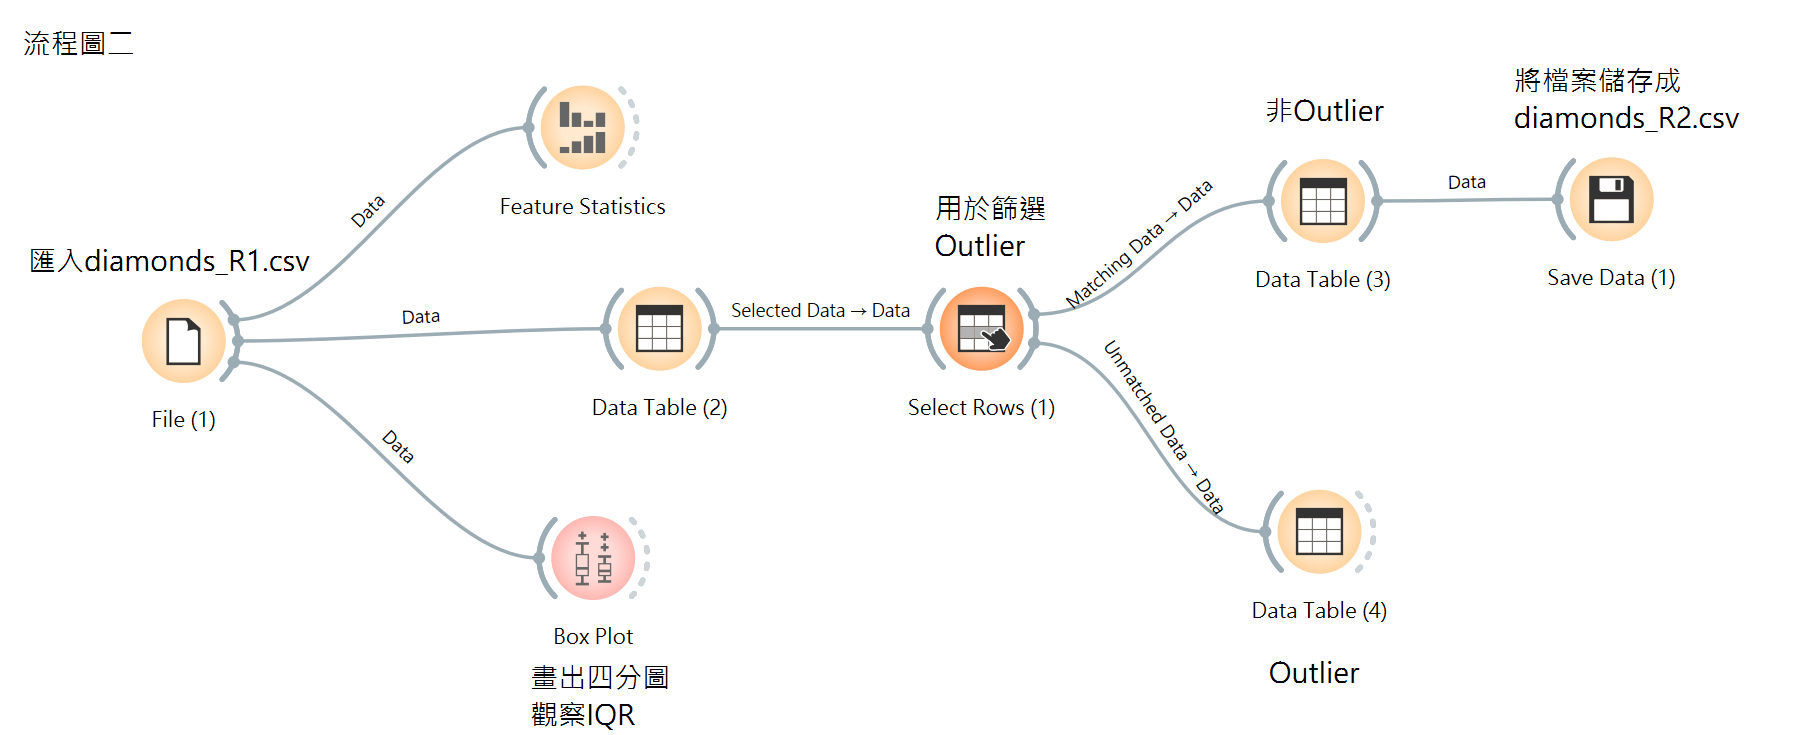 流程圖二
將檔案儲存成
diamonds_R2.csv
非Outlier
Data
Data
Matching Data → Data
Feature Statistics
用於篩選
Outlier
匯入diamonds_R1.csv
Data Table (3)
Save Data (1)
Data
Selected Data → Data
Unmatched Data → Data
File (1)
Data Table (2)
Select Rows (1)
Data
Data Table (4)
Box Plot
畫出四分圖
觀察IQR
Outlier